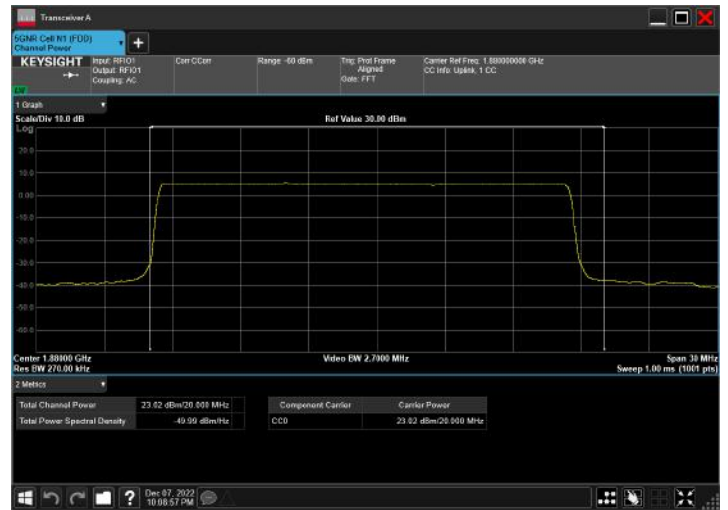 Transceiver A
5GNR Cell N1 (FDD)
Channel Power
KEYSIGHT
Input: RFIO1
Output: RFIO1
Coupling: AC
Corr CCorr
Range -60 dBm
Trig: Prot Frame
Aligned
Gate: FFT
Carrier Ref Freq: 1.880000000 GHz
CC Info: Uplink, 1 CC
1 Graph
Scale/Div 10.0 dB
Ref Value 30.00 dBm
Log
20.0
10.0
0.00
-10.0
-20.0
-30.0
-40.0
-50.0
-60.0
Center 1.88000 GHz
Video BW 2.7000 MHz
Span 30 MHz
Res BW 270.00 kHz
Sweep 1.00 ms (1001 pts)
2 Metrics
Total Channel Power 23.02 dBm/20.000 MHz
Total Power Spectral Density -49.99 dBm/Hz
Component Carrier Carrier Power
CC0 23.02 dBm/20.000 MHz
Dec 07, 2022
10:08:57 PM